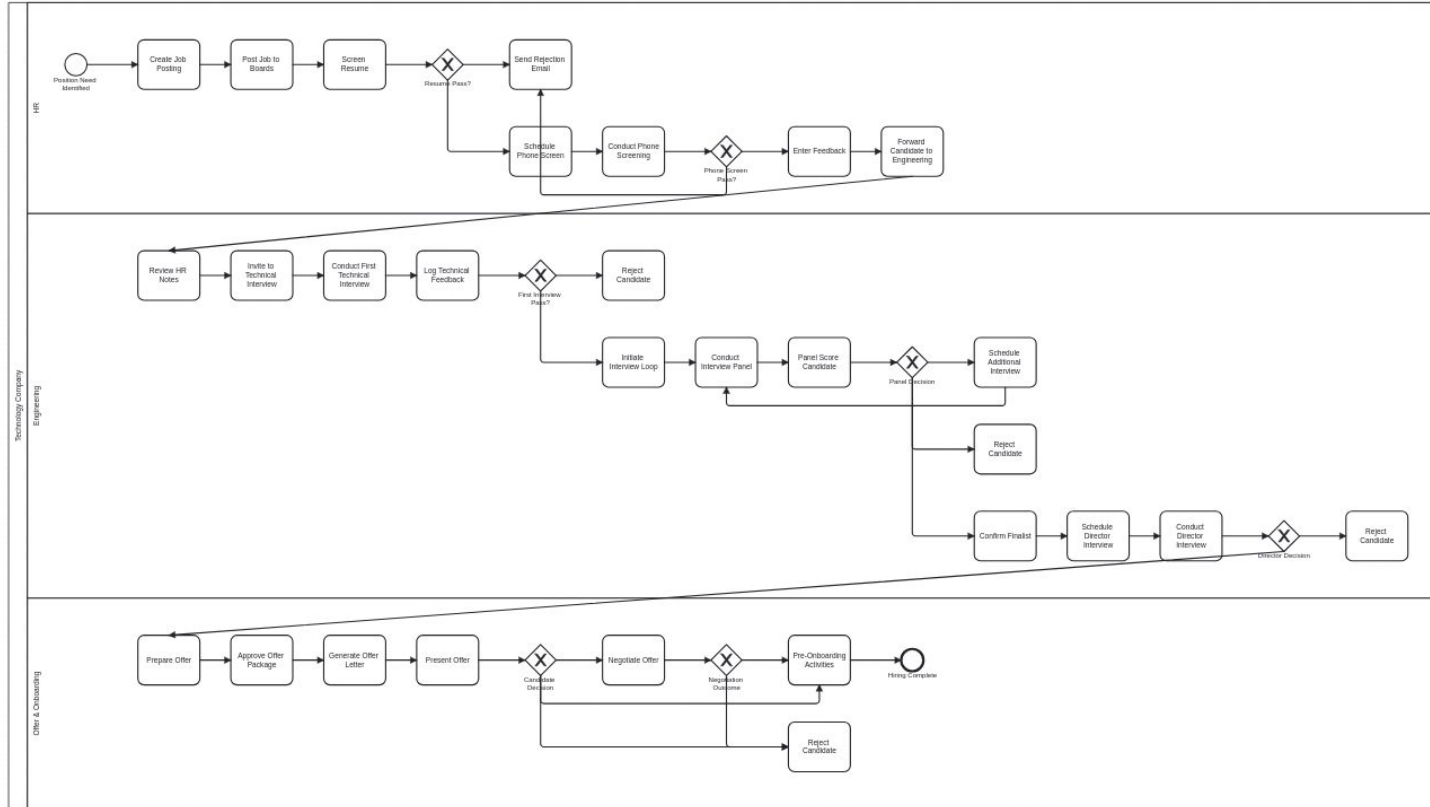 Technology Company
HR
Position Need
Identified
Create Job
Posting
Post Job to
Boards
Screen
Resume
Resume Pass?
Send Rejection
Email
Schedule
Phone Screen
Conduct Phone
Screening
Phone Screen
Pass?
Enter Feedback
Forward
Candidate to
Engineering
Engineering
Review HR
Notes
Invite to
Technical
Interview
Conduct First
Technical
Interview
Log Technical
Feedback
First Interview
Pass?
Reject
Candidate
Initiate
Interview Loop
Conduct
Interview Panel
Panel Score
Candidate
Panel Decision
Schedule
Additional
Interview
Reject
Candidate
Confirm Finalist
Schedule
Director
Interview
Conduct
Director
Interview
Director Decision
Reject
Candidate
Offer & Onboarding
Prepare Offer
Approve Offer
Package
Generate Offer
Letter
Present Offer
Candidate
Decision
Negotiate Offer
Negotiation
Outcome
Pre-Onboarding
Activities
Hiring Complete
Reject
Candidate